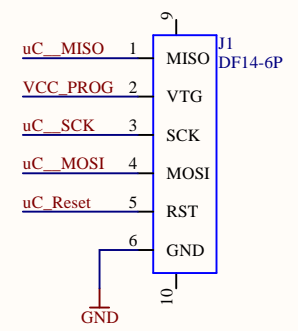 9
J1
DF14-6P
uC__MISO 1 MISO
VCC_PROG 2 VTG
uC__SCK 3 SCK
uC__MOSI 4 MOSI
uC_Reset 5 RST
6 GND
10
GND